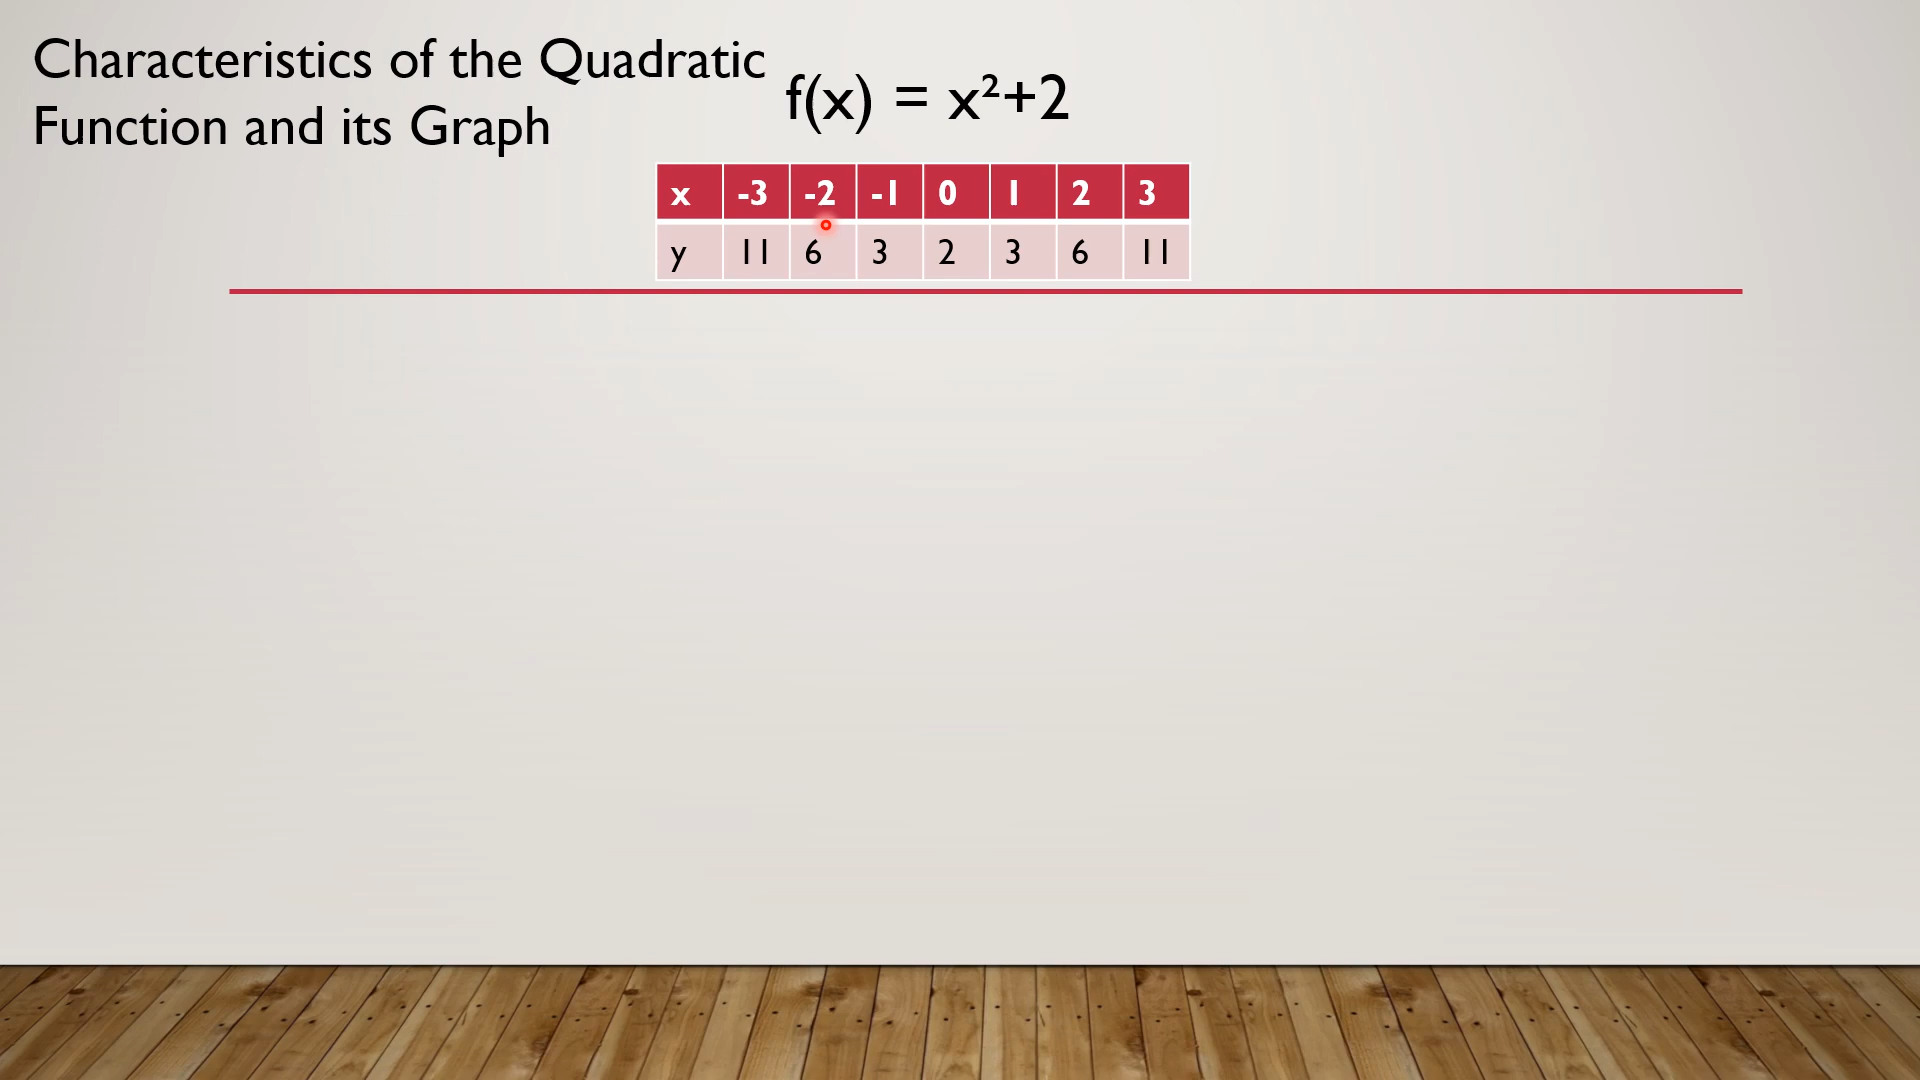 Characteristics of the Quadratic
Function and its Graph
f(x) = x²+2
x -3 -2 -1 0 1 2 3
y 11 6 3 2 3 6 11